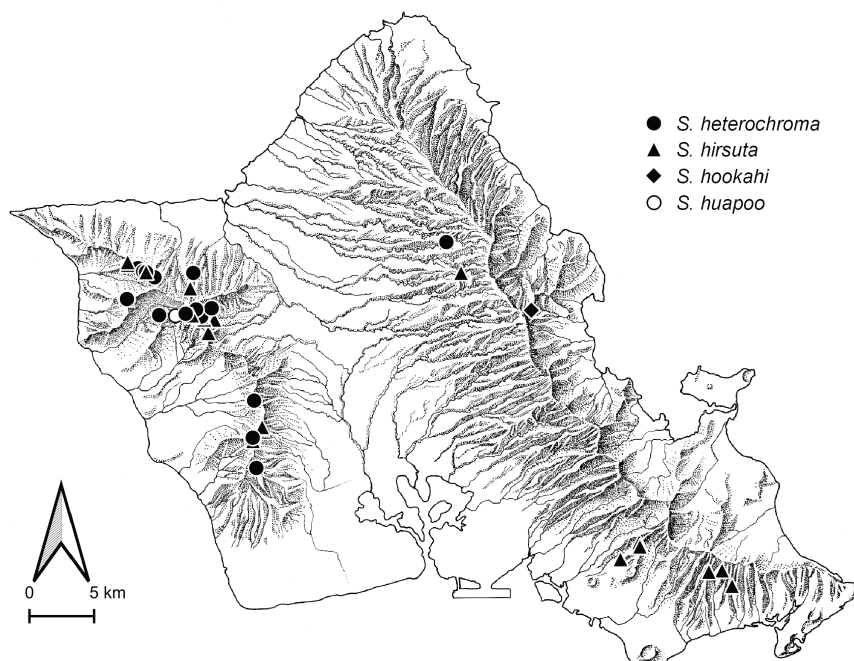 S. heterochroma
S. hirsuta
S. hookahi
S. huapoo
0 5 km